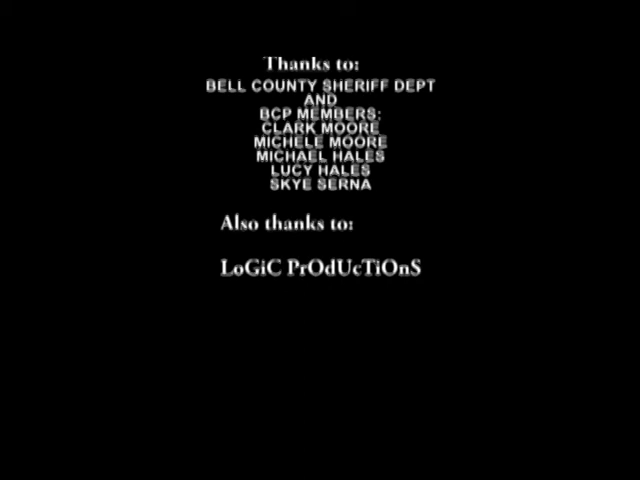 Thanks to:
BELL COUNTY SHERIFF DEPT
AND
BCP MEMBERS:
CLARK MOORE
MICHELE MOORE
MICHAEL HALES
LUCY HALES
SKYE SERNA
Also thanks to:
LoGiC PrOdUcTiOnS